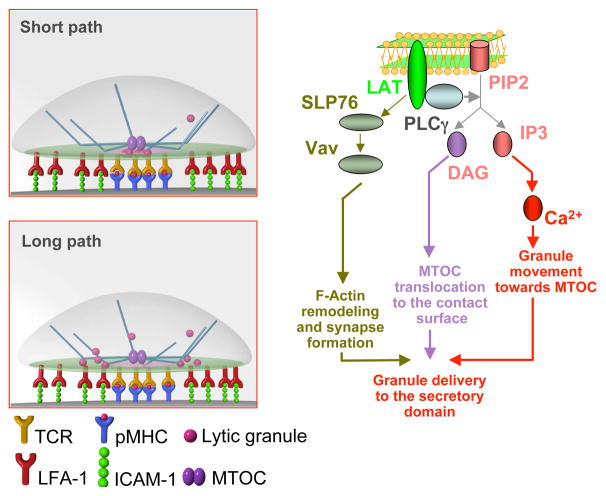 Short path
Long path
TCR
pMHC
Lytic granule
LFA-1
ICAM-1
MTOC
LAT
PIP2
SLP76
PLCγ
IP3
Vav
DAG
Ca2+
Granule
movement
towards MTOC
MTOC
translocation
to the contact
surface
F-Actin
remodeling
and synapse
formation
Granule delivery
to the secretory
domain